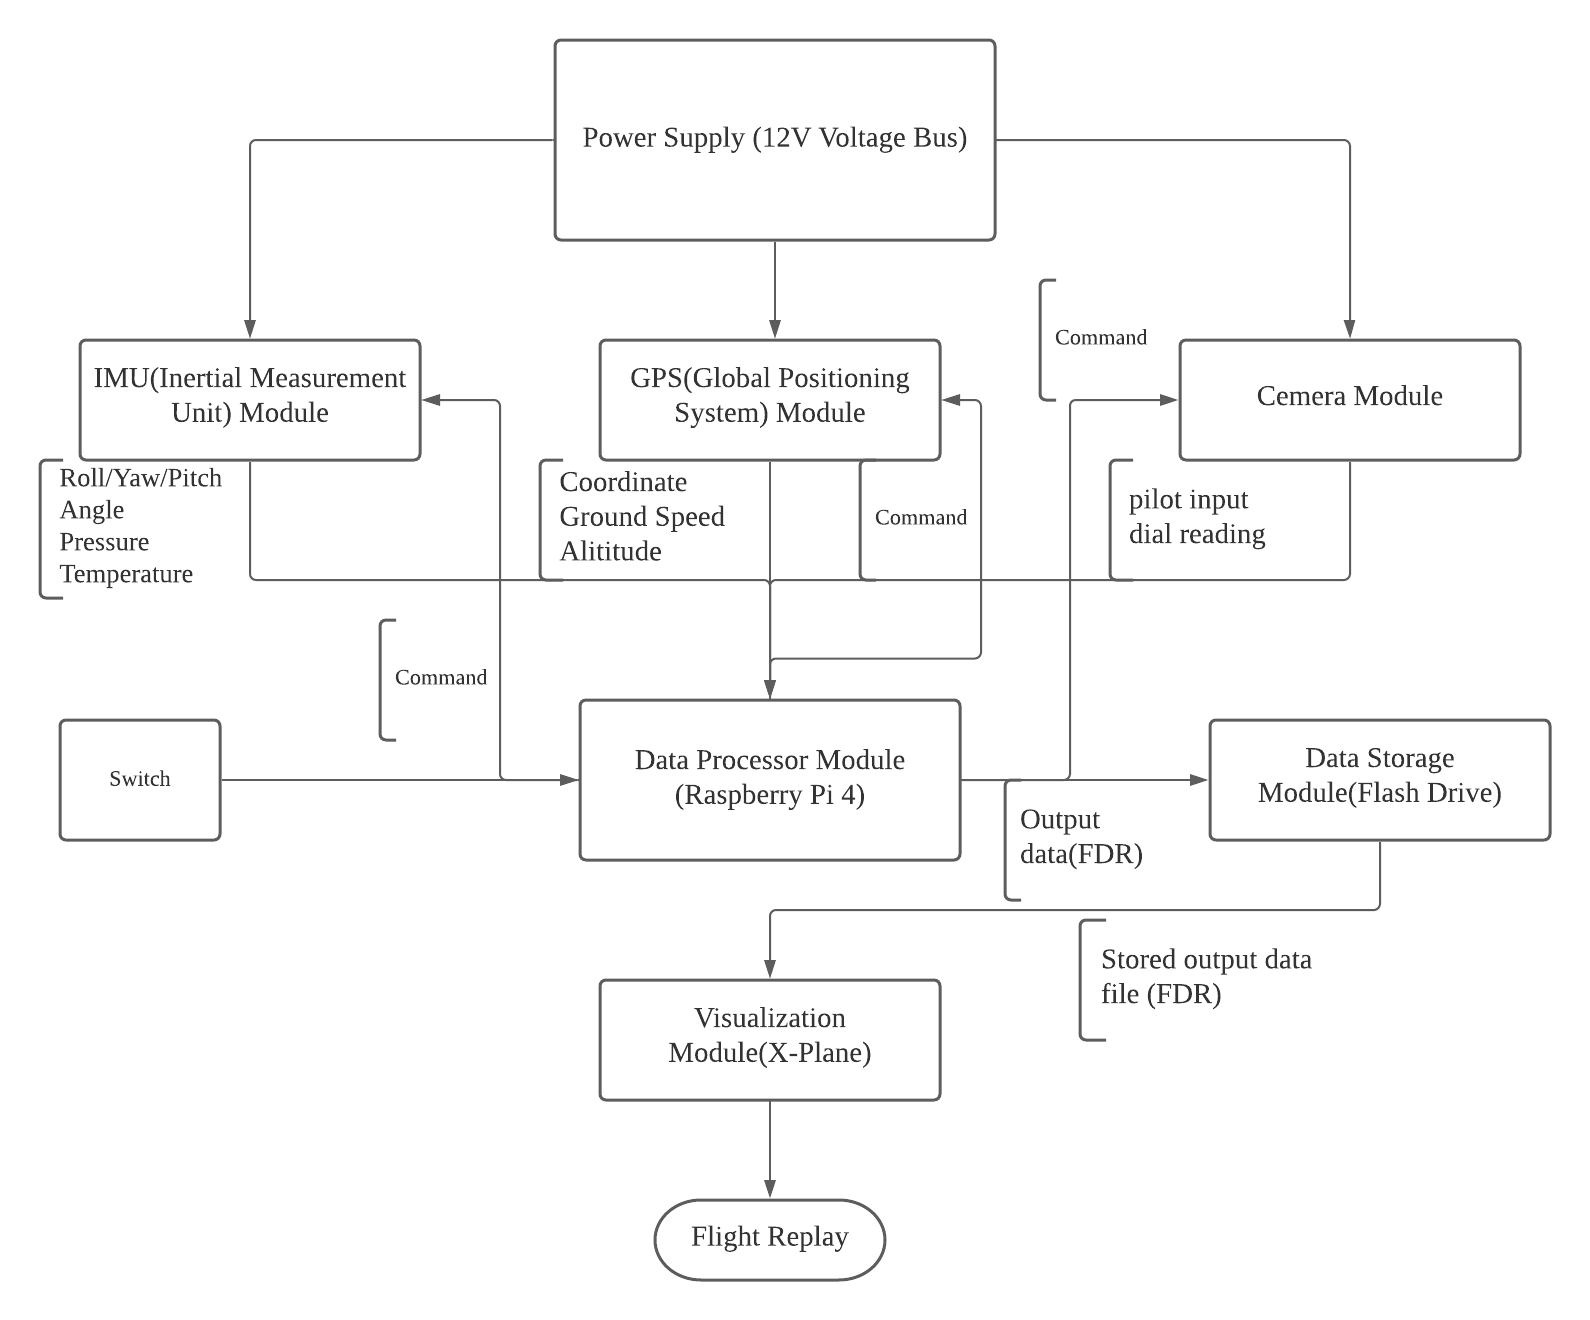 Power Supply (12V Voltage Bus)
Command
IMU(Inertial Measurement
Unit) Module
GPS(Global Positioning
System) Module
Cemera Module
Roll/Yaw/Pitch
Angle
Pressure
Temperature
Coordinate
Ground Speed
Alititude
Command
pilot input
dial reading
Command
Switch
Data Processor Module
(Raspberry Pi 4)
Data Storage
Module(Flash Drive)
Output
data(FDR)
Stored output data
file (FDR)
Visualization
Module(X-Plane)
Flight Replay